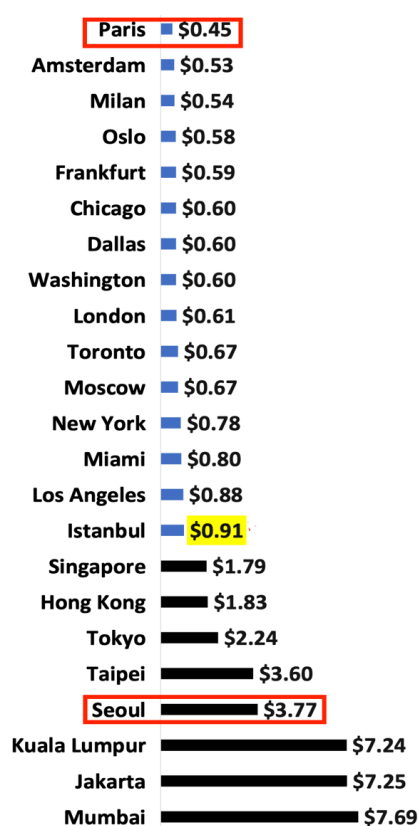 Paris $0.45
Amsterdam $0.53
Milan $0.54
Oslo $0.58
Frankfurt $0.59
Chicago $0.60
Dallas $0.60
Washington $0.60
London $0.61
Toronto $0.67
Moscow $0.67
New York $0.78
Miami $0.80
Los Angeles $0.88
Istanbul $0.91
Singapore $1.79
Hong Kong $1.83
Tokyo $2.24
Taipei $3.60
Seoul $3.77
Kuala Lumpur $7.24
Jakarta $7.25
Mumbai $7.69